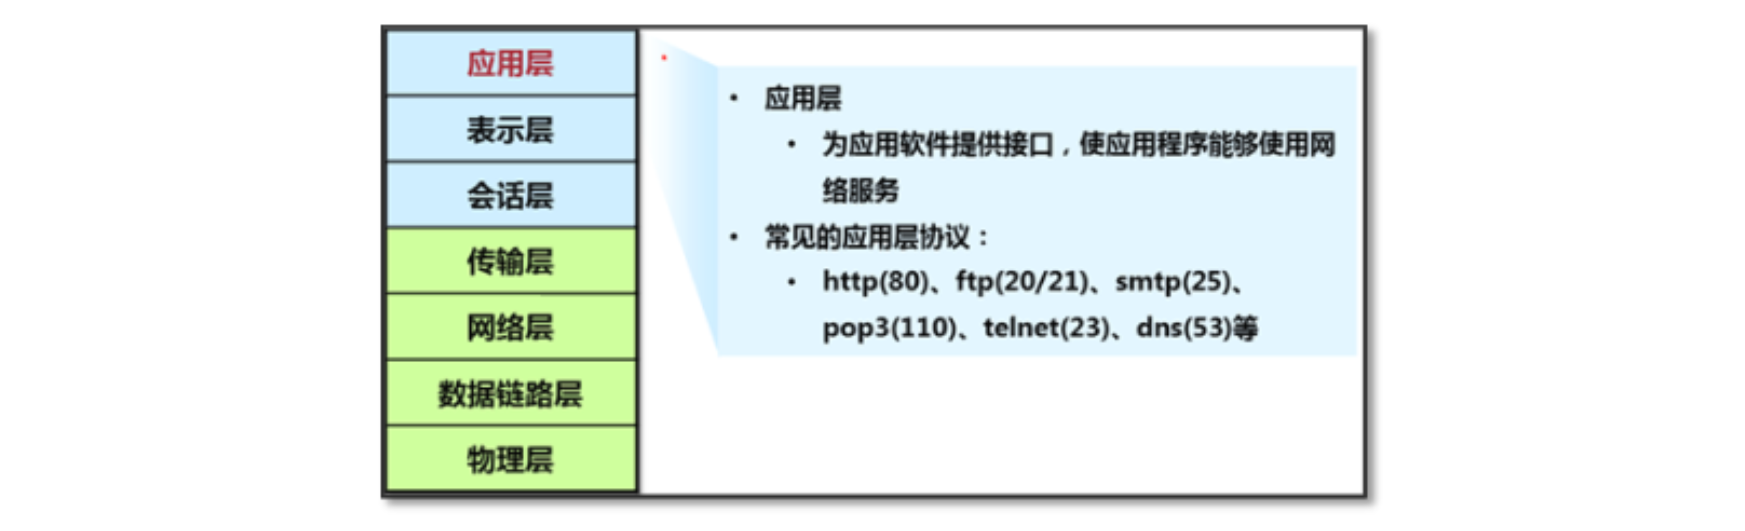 应用层
表示层
会话层
传输层
网络层
数据链路层
物理层
• 应用层
• 为应用软件提供接口，使应用程序能够使用网
络服务
• 常见的应用层协议：
• http(80)、ftp(20/21)、smtp(25)、
pop3(110)、telnet(23)、dns(53)等